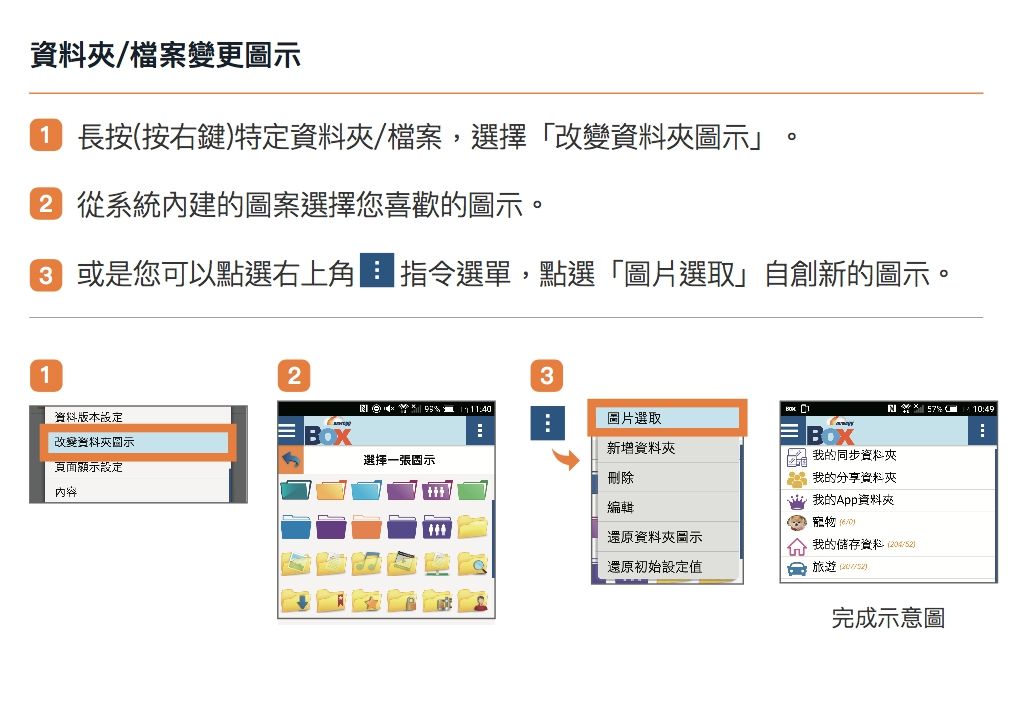 資料夾/檔案變更圖示
1 長按(按右鍵)特定資料夾/檔案，選擇「改變資料夾圖示」。
2 從系統內建的圖案選擇您喜歡的圖示。
3 或是您可以點選右上角 指令選單，點選「圖片選取」自創新的圖示。
1
資料版本設定
改變資料夾圖示
頁面顯示設定
內容
2
99% 11:40
energy
BOX
選擇一張圖示
3
圖片選取
新增資料夾
刪除
編輯
還原資料夾圖示
還原初始設定值
BOX 57% 10:49
energy
BOX
我的同步資料夾
我的分享資料夾
我的App資料夾
寵物 (6/0)
我的儲存資料 (204/52)
旅遊 (207/52)
完成示意圖